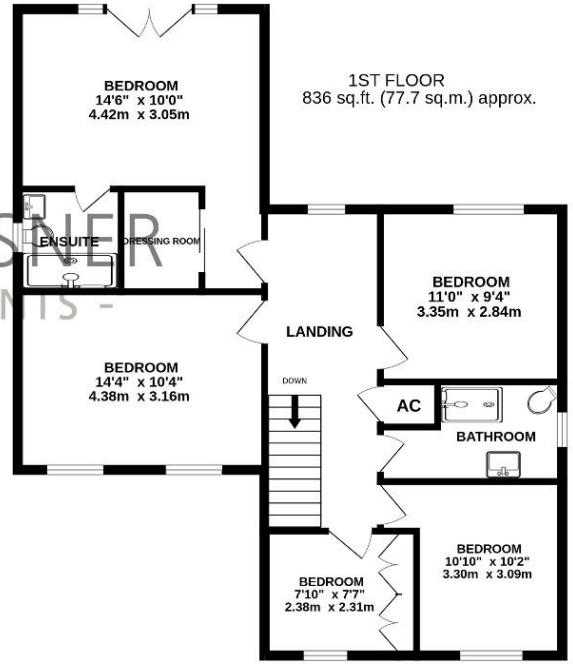 1ST FLOOR
836 sq.ft. (77.7 sq.m.) approx.
BEDROOM
14'6" x 10'0"
4.42m x 3.05m
ENSUITE
DRESSING ROOM
BEDROOM
11'0" x 9'4"
3.35m x 2.84m
LANDING
BEDROOM
14'4" x 10'4"
4.38m x 3.16m
DOWN
AC
BATHROOM
BEDROOM
10'10" x 10'2"
3.30m x 3.09m
BEDROOM
7'10" x 7'7"
2.38m x 2.31m